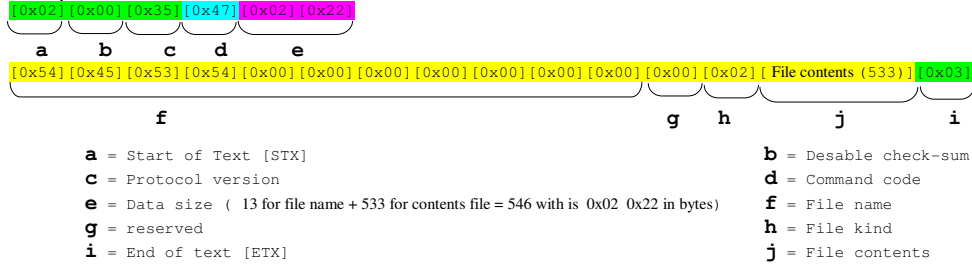 [0x02][0x00][0x35][0x47][0x02][0x22]
a b c d e
[0x54][0x45][0x53][0x54][0x00][0x00][0x00][0x00][0x00][0x00][0x00][0x00][0x02][ File contents (533)][0x03]
f g h j i
a = Start of Text [STX] b = Desable check-sum
c = Protocol version d = Command code
e = Data size ( 13 for file name + 533 for contents file = 546 with is 0x02 0x22 in bytes) f = File name
g = reserved h = File kind
i = End of text [ETX] j = File contents